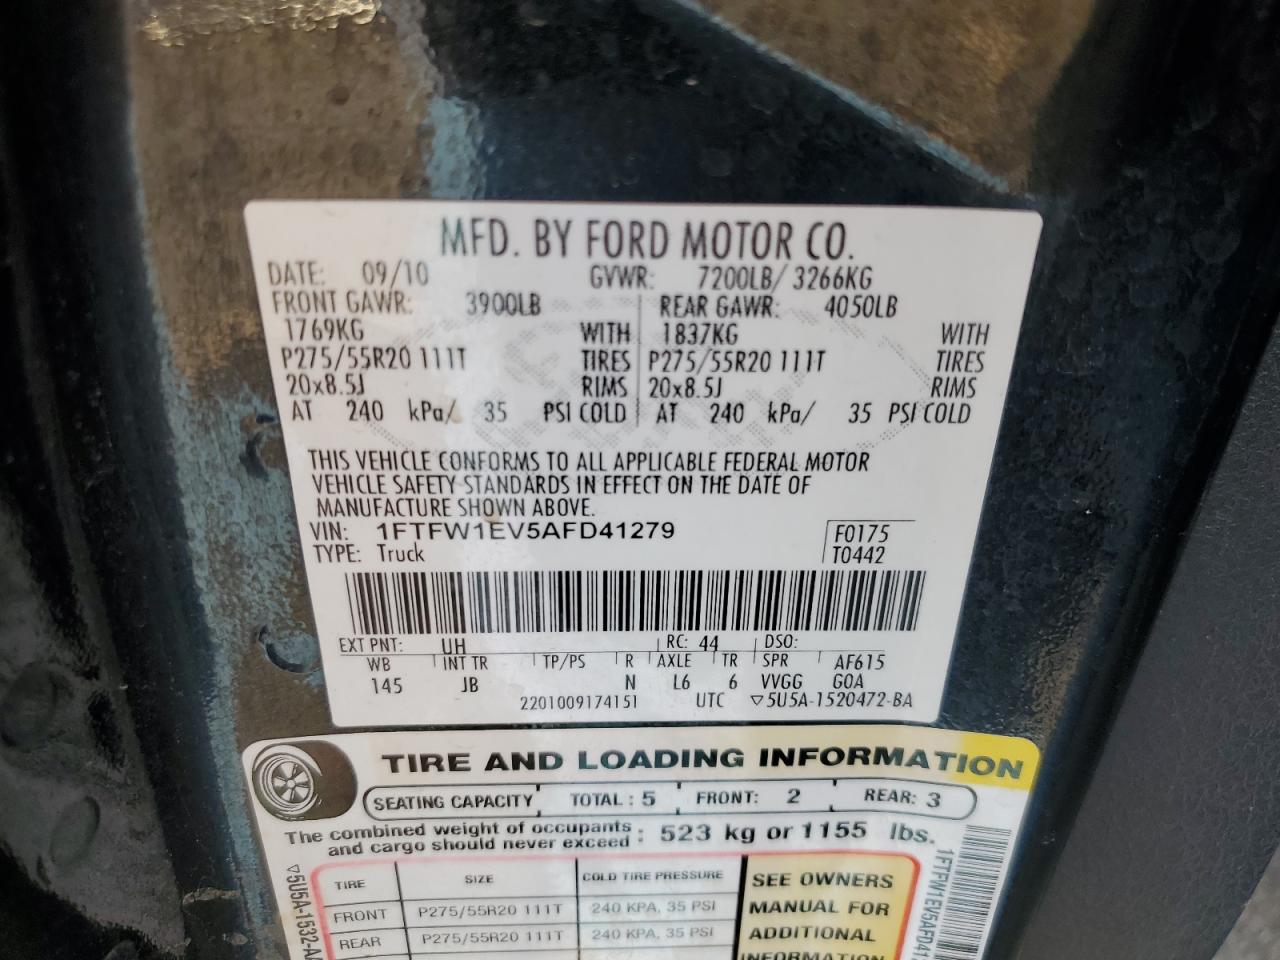 MFD. BY FORD MOTOR CO.
DATE: 09/10 GVWR: 7200LB/ 3266KG
FRONT GAWR: 3900LB REAR GAWR: 4050LB
1769KG WITH 1837KG WITH
P275/55R20 111T TIRES P275/55R20 111T TIRES
20x8.5J RIMS 20x8.5J RIMS
AT 240 kPa/ 35 PSI COLD AT 240 kPa/ 35 PSI COLD
THIS VEHICLE CONFORMS TO ALL APPLICABLE FEDERAL MOTOR
VEHICLE SAFETY STANDARDS IN EFFECT ON THE DATE OF
MANUFACTURE SHOWN ABOVE.
VIN: 1FTFW1EV5AFD41279 F0175
TYPE: Truck T0442
EXT PNT: UH RC: 44 DSO:
WB INT TR TP/PS R AXLE TR SPR AF615
145 JB N L6 6 VVGG GOA
2201009174151 UTC ▽5U5A-1520472-BA
TIRE AND LOADING INFORMATION
SEATING CAPACITY TOTAL: 5 FRONT: 2 REAR: 3
The combined weight of occupants
and cargo should never exceed : 523 kg or 1155 lbs.
TIRE SIZE COLD TIRE PRESSURE
FRONT P275/55R20 111T 240 KPA, 35 PSI
REAR P275/55R20 111T 240 KPA, 35 PSI
SEE OWNERS
MANUAL FOR
ADDITIONAL
INFORMATION
▽5U5A-1532-A
1FTFW1EV5AFD41